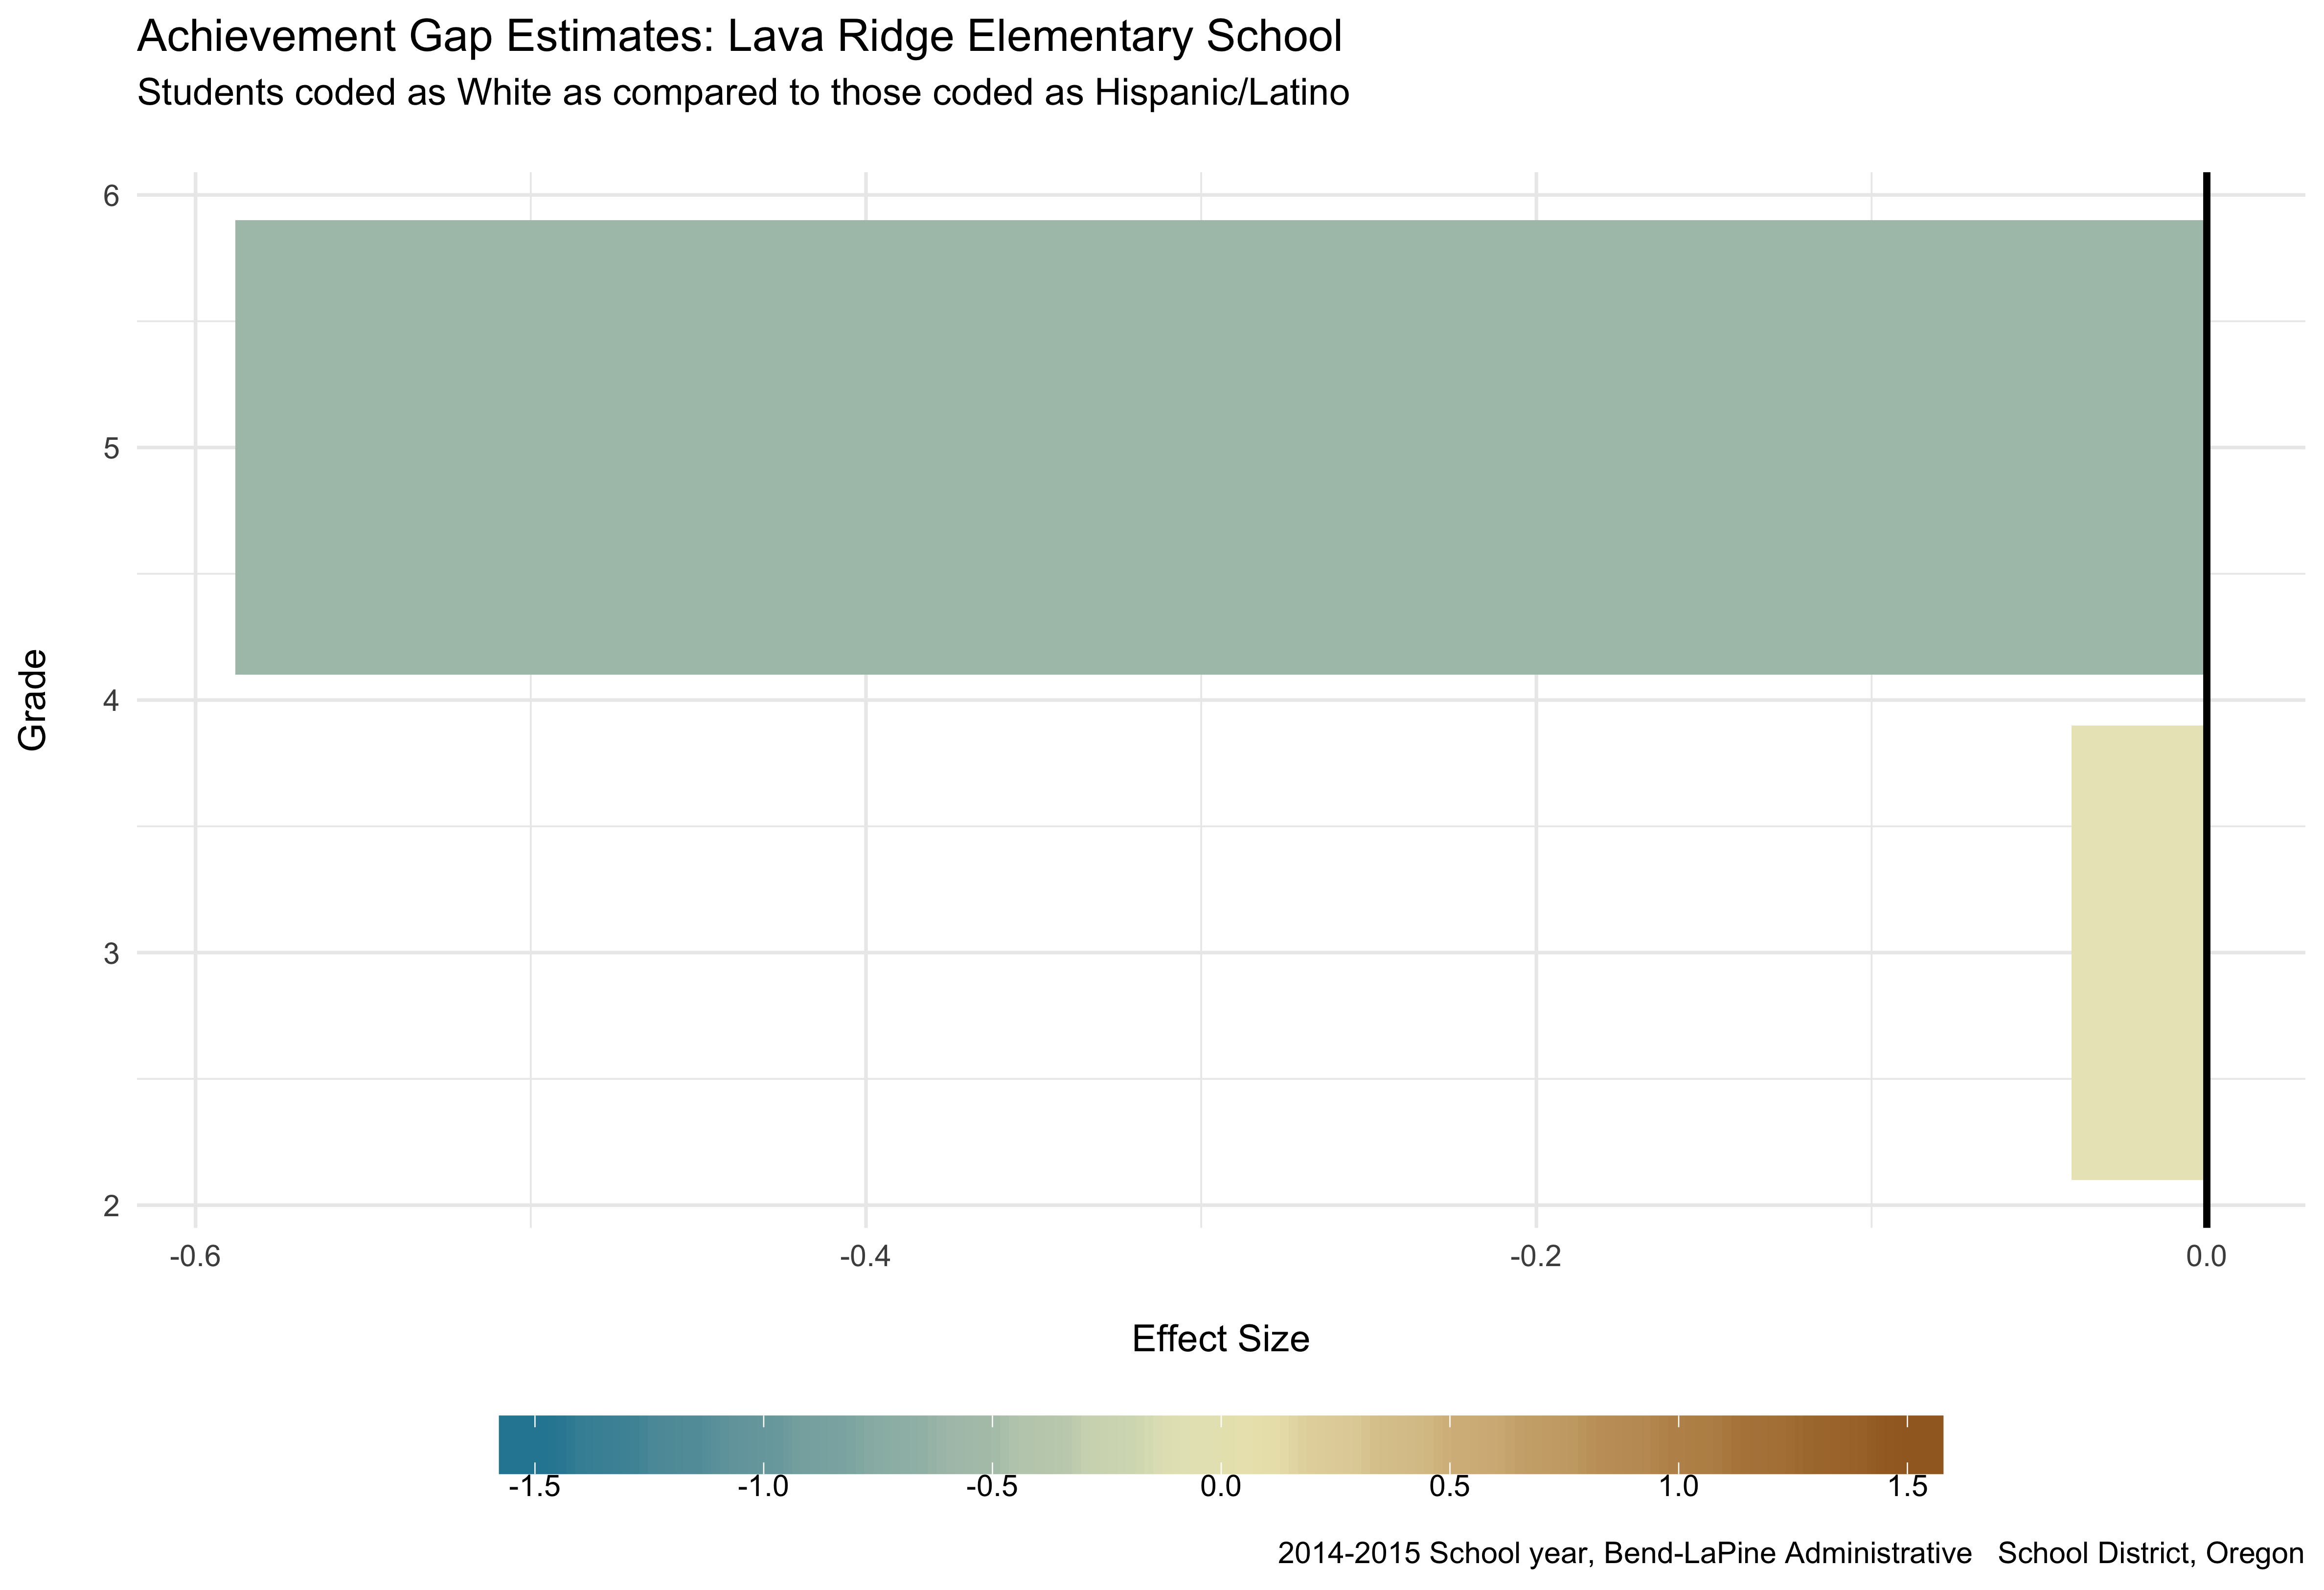 Achievement Gap Estimates: Lava Ridge Elementary School
Students coded as White as compared to those coded as Hispanic/Latino
6
5
4
3
2
Grade
-0.6 -0.4 -0.2 0.0
Effect Size
-1.5 -1.0 -0.5 0.0 0.5 1.0 1.5
2014-2015 School year, Bend-LaPine Administrative   School District, Oregon